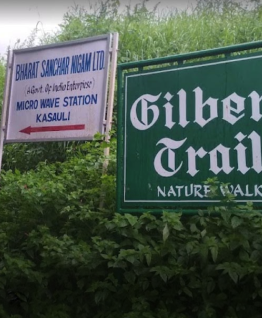 BHARAT SANCHAR NIGAM LTD.
(A Govt. Of India Enterprise)
MICRO WAVE STATION
KASAULI
Gilber
Trail
NATURE WALK